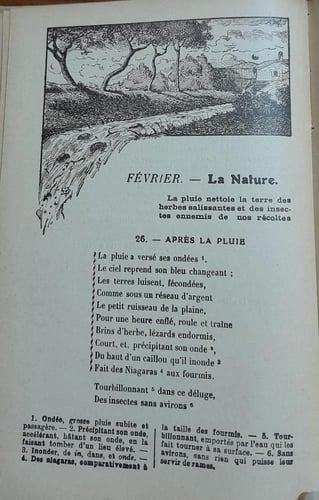 FÉVRIER. — La Nature.
La pluie nettoie la terre des
herbes salissantes et des insec-
tes ennemis de nos récoltes
26. — APRÈS LA PLUIE
La pluie a versé ses ondées ¹,
Le ciel reprend son bleu changeant ;
Les terres luisent, fécondées,
Comme sous un réseau d'argent
Le petit ruisseau de la plaine,
Pour une heure enflé, roule et traîne
Brins d'herbe, lézards endormis,
Court, et, précipitant son onde ²,
Du haut d'un caillou qu'il inonde ³
Fait des Niagaras ⁴ aux fourmis.
Tourbillonnant ⁵ dans ce déluge,
Des insectes sans avirons ⁶
1. Ondée, grosse pluie subite et
passagère. — 2. Précipitant son onde,
accélérant, hâtant son onde, en la
faisant tomber d'un lieu élevé. —
3. Inonder, de in, dans, et onde. —
4. Des niagaras, comparativement à
la taille des fourmis. — 5. Tour-
billonnant, emportés par l'eau qui les
fait tourner à sa surface. — 6. Sans
avirons, sans rien qui puisse leur
servir de rames.